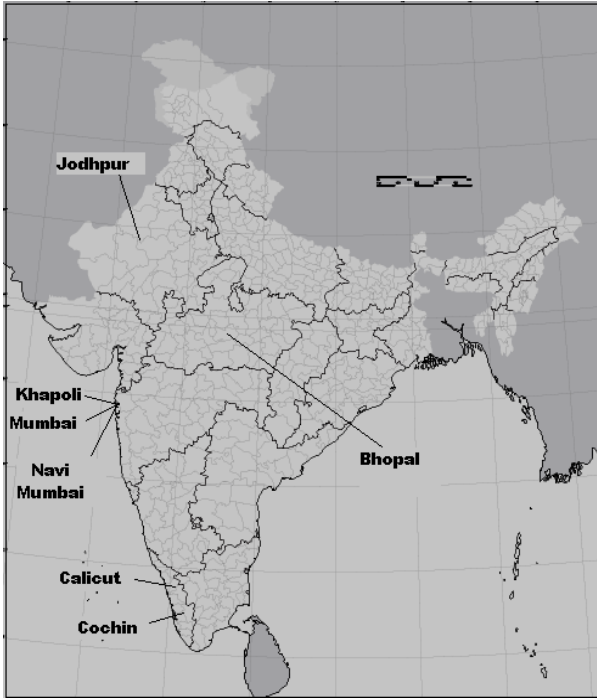 Jodhpur
Khapoli
Mumbai
Navi
Mumbai
Bhopal
Calicut
Cochin